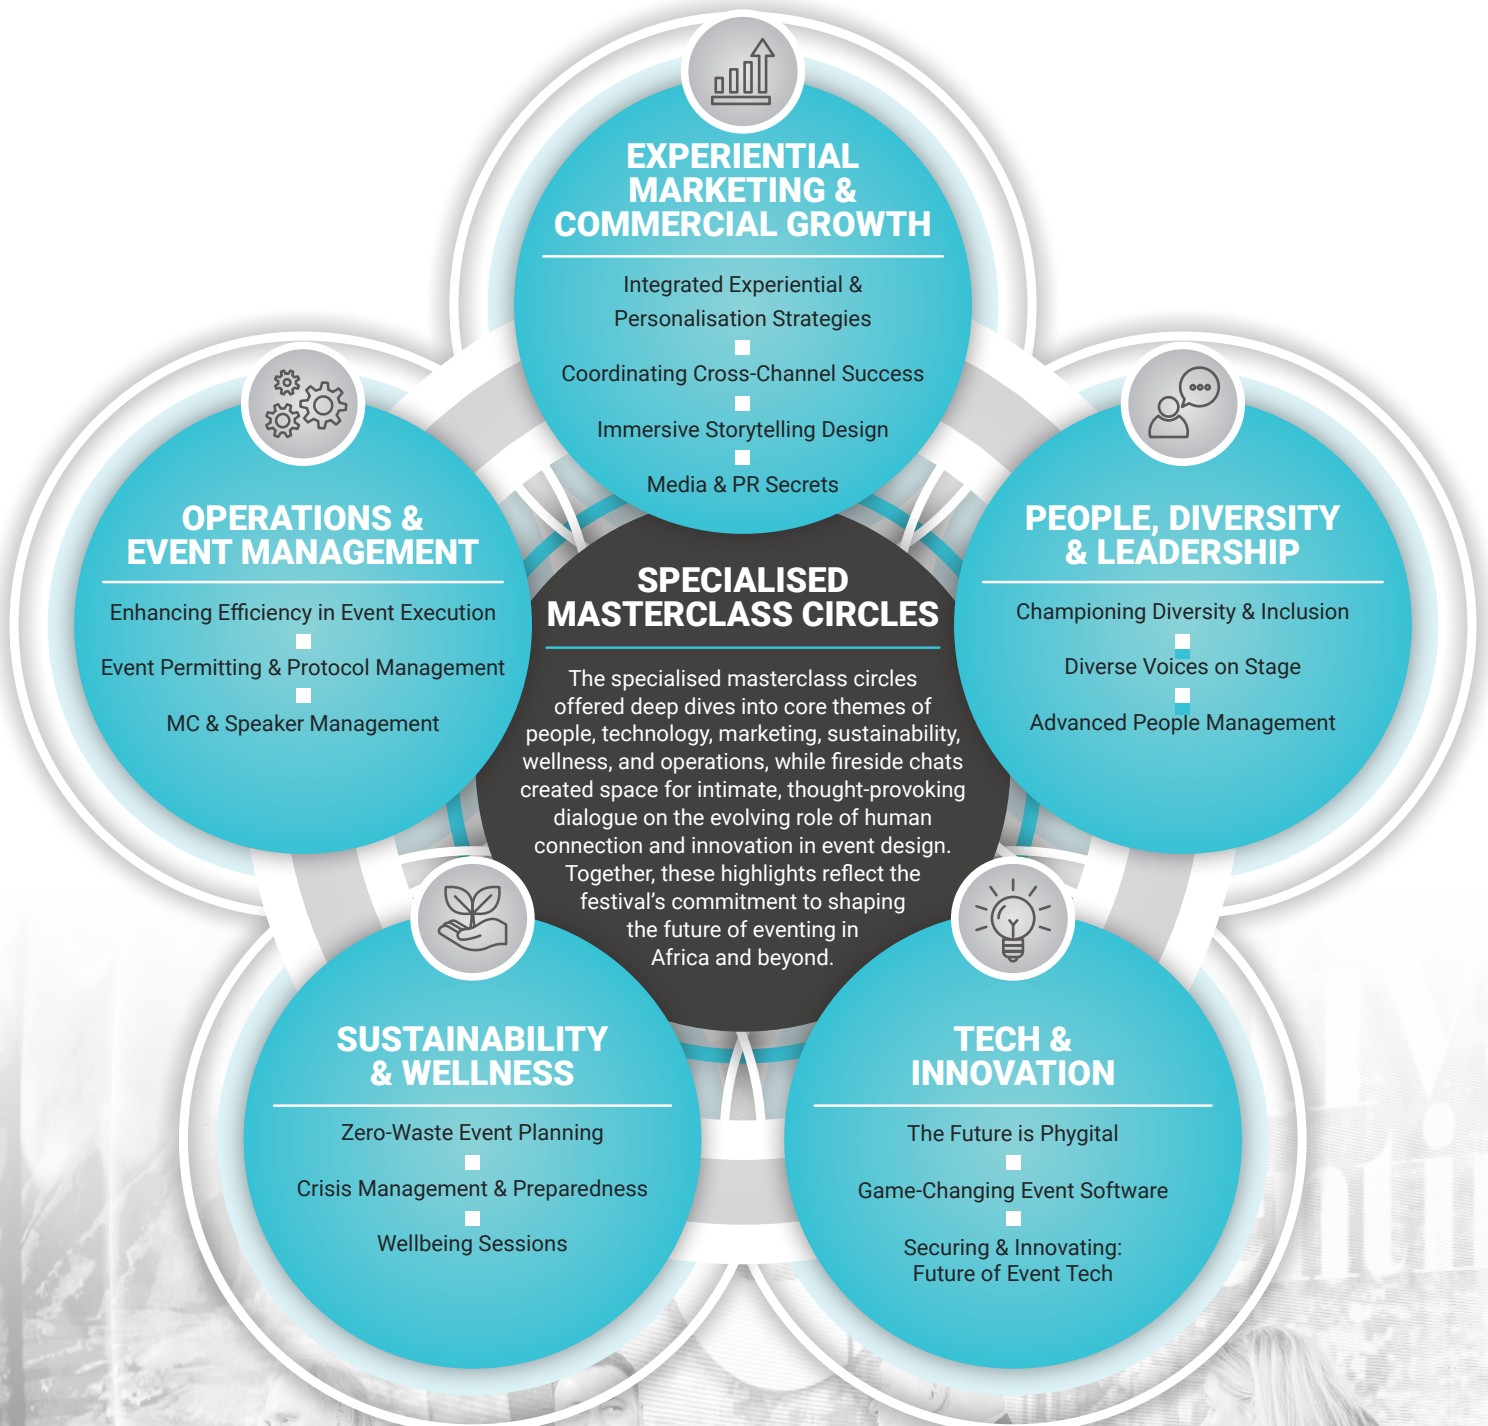 EXPERIENTIAL
MARKETING &
COMMERCIAL GROWTH
Integrated Experiential &
Personalisation Strategies
Coordinating Cross-Channel Success
Immersive Storytelling Design
Media & PR Secrets
OPERATIONS &
EVENT MANAGEMENT
Enhancing Efficiency in Event Execution
Event Permitting & Protocol Management
MC & Speaker Management
PEOPLE, DIVERSITY
& LEADERSHIP
Championing Diversity & Inclusion
Diverse Voices on Stage
Advanced People Management
SPECIALISED
MASTERCLASS CIRCLES
The specialised masterclass circles
offered deep dives into core themes of
people, technology, marketing, sustainability,
wellness, and operations, while fireside chats
created space for intimate, thought-provoking
dialogue on the evolving role of human
connection and innovation in event design.
Together, these highlights reflect the
festival's commitment to shaping
the future of eventing in
Africa and beyond.
SUSTAINABILITY
& WELLNESS
Zero-Waste Event Planning
Crisis Management & Preparedness
Wellbeing Sessions
TECH &
INNOVATION
The Future is Phygital
Game-Changing Event Software
Securing & Innovating:
Future of Event Tech